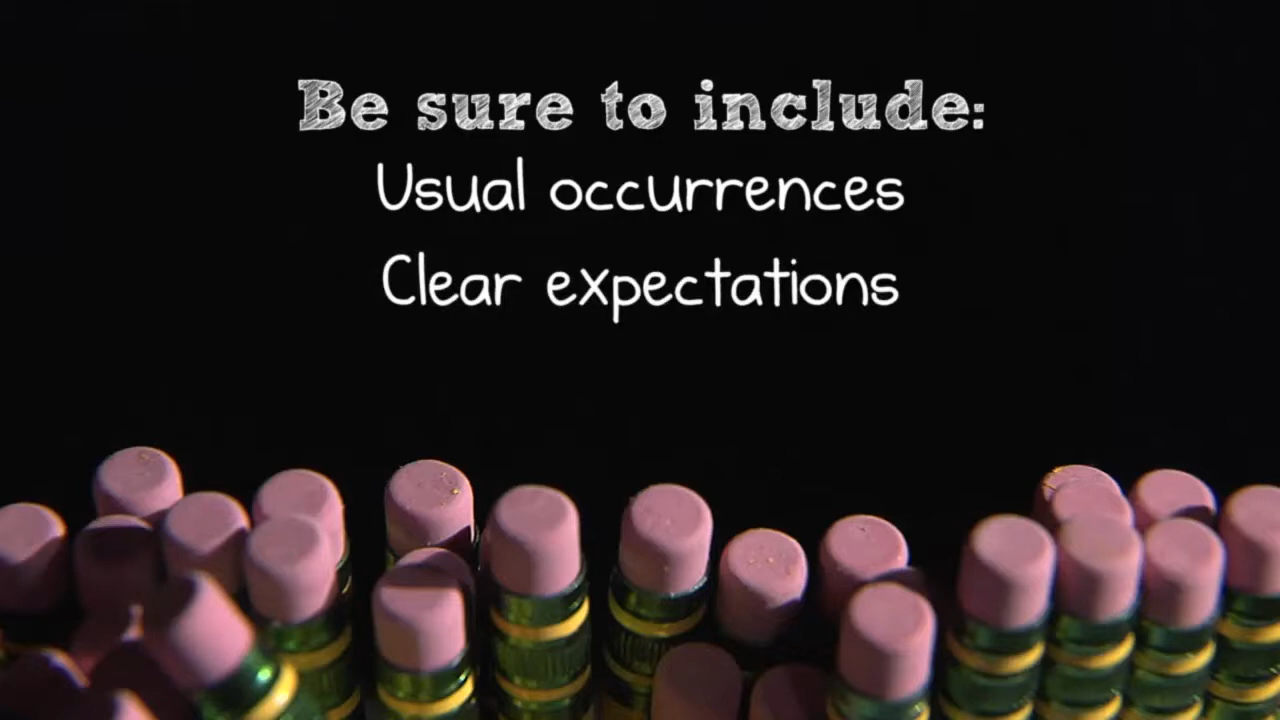 Be sure to include:
Usual occurrences
Clear expectations